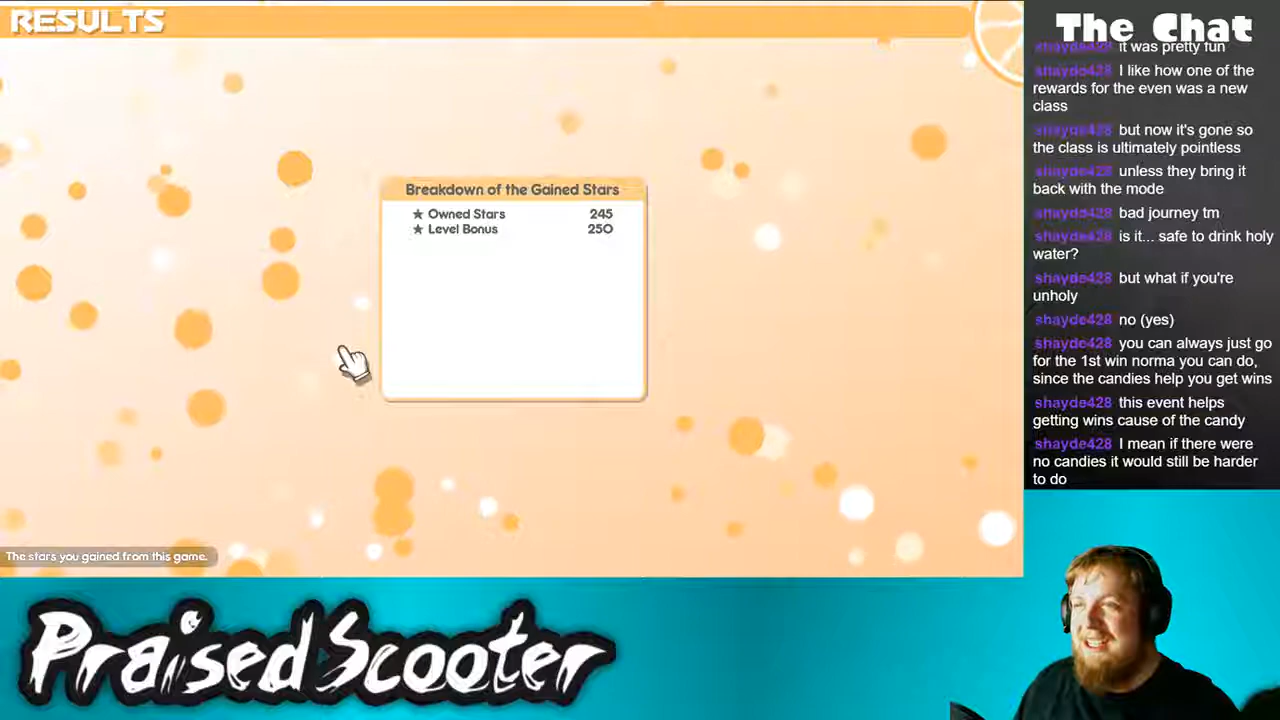 RESULTS
Breakdown of the Gained Stars
★ Owned Stars 245
★ Level Bonus 250
The stars you gained from this game.
The Chat
shayde428 it was pretty fun
shayde428 I like how one of the
rewards for the even was a new
class
shayde428 but now it's gone so
the class is ultimately pointless
shayde428 unless they bring it
back with the mode
shayde428 bad journey tm
shayde428 is it... safe to drink holy
water?
shayde428 but what if you're
unholy
shayde428 no (yes)
shayde428 you can always just go
for the 1st win norma you can do,
since the candies help you get wins
shayde428 this event helps
getting wins cause of the candy
shayde428 I mean if there were
no candies it would still be harder
to do
PraisedScooter